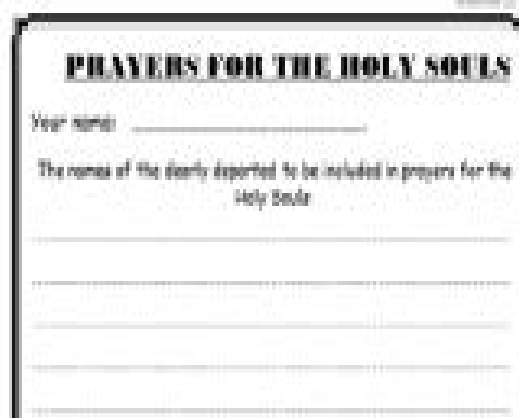 PRAYERS FOR THE HOLY SOULS
Your name:
The names of the dearly departed to be included in prayers for the
Holy Souls